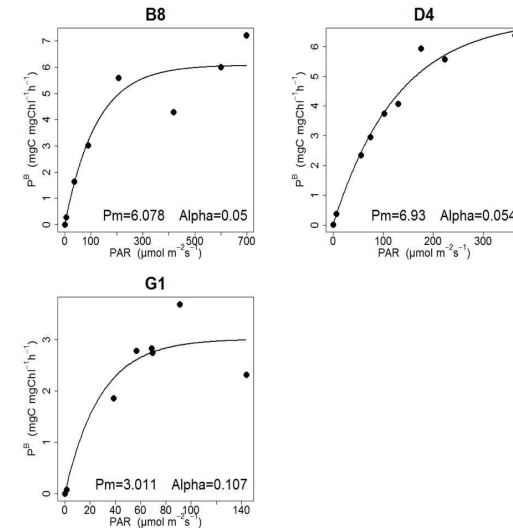 B8
P^B (mgC mgChl^-1 h^-1)
7
6
5
4
3
2
1
0
Pm=6.078 Alpha=0.05
0 100 300 500 700
PAR (µmol m^-2 s^-1)
D4
P^B (mgC mgChl^-1 h^-1)
6
5
4
3
2
1
0
Pm=6.93 Alpha=0.054
0 100 200 300
PAR (µmol m^-2 s^-1)
G1
P^B (mgC mgChl^-1 h^-1)
3
2
1
0
Pm=3.011 Alpha=0.107
0 20 40 60 80 100 140
PAR (µmol m^-2 s^-1)